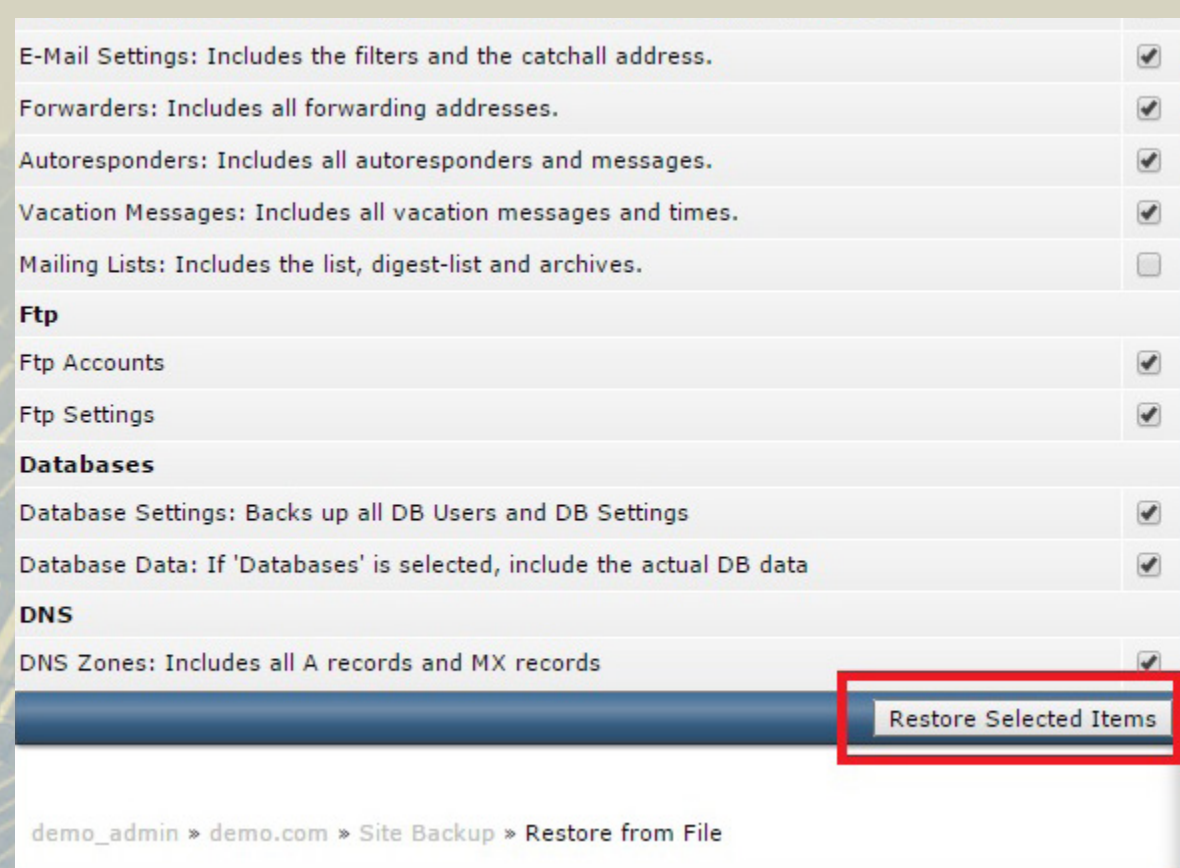 E-Mail Settings: Includes the filters and the catchall address.
Forwarders: Includes all forwarding addresses.
Autoresponders: Includes all autoresponders and messages.
Vacation Messages: Includes all vacation messages and times.
Mailing Lists: Includes the list, digest-list and archives.
Ftp
Ftp Accounts
Ftp Settings
Databases
Database Settings: Backs up all DB Users and DB Settings
Database Data: If 'Databases' is selected, include the actual DB data
DNS
DNS Zones: Includes all A records and MX records
Restore Selected Items
demo_admin » demo.com » Site Backup » Restore from File